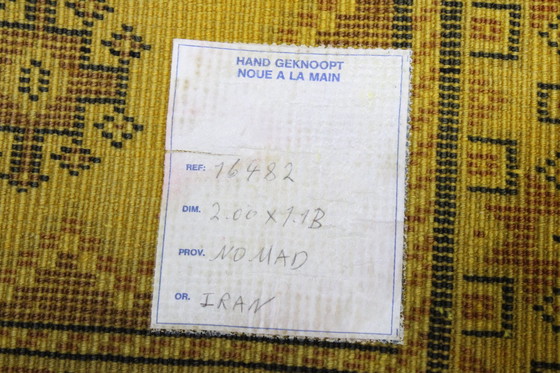 HAND GEKNOOPT
NOUE A LA MAIN
REF: 16482
DIM. 2.00 x 1.18
PROV. NOMAD
OR. IRAN